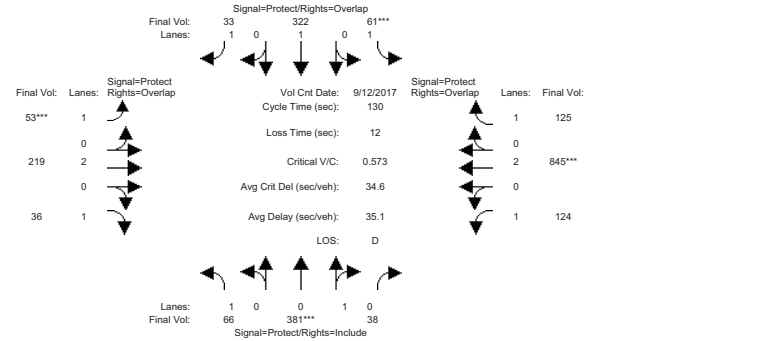 Signal=Protect/Rights=Overlap
Final Vol: 33 322 61***
Lanes: 1 0 1 0 1
Signal=Protect Signal=Protect
Final Vol: Lanes: Rights=Overlap Vol Cnt Date: 9/12/2017 Rights=Overlap Lanes: Final Vol:
Cycle Time (sec): 130
53*** 1 1 125
Loss Time (sec): 12
0 0
219 2 Critical V/C: 0.573 2 845***
0 Avg Crit Del (sec/veh): 34.6 0
36 1 Avg Delay (sec/veh): 35.1 1 124
LOS: D
Lanes: 1 0 0 1 0
Final Vol: 66 381*** 38
Signal=Protect/Rights=Include